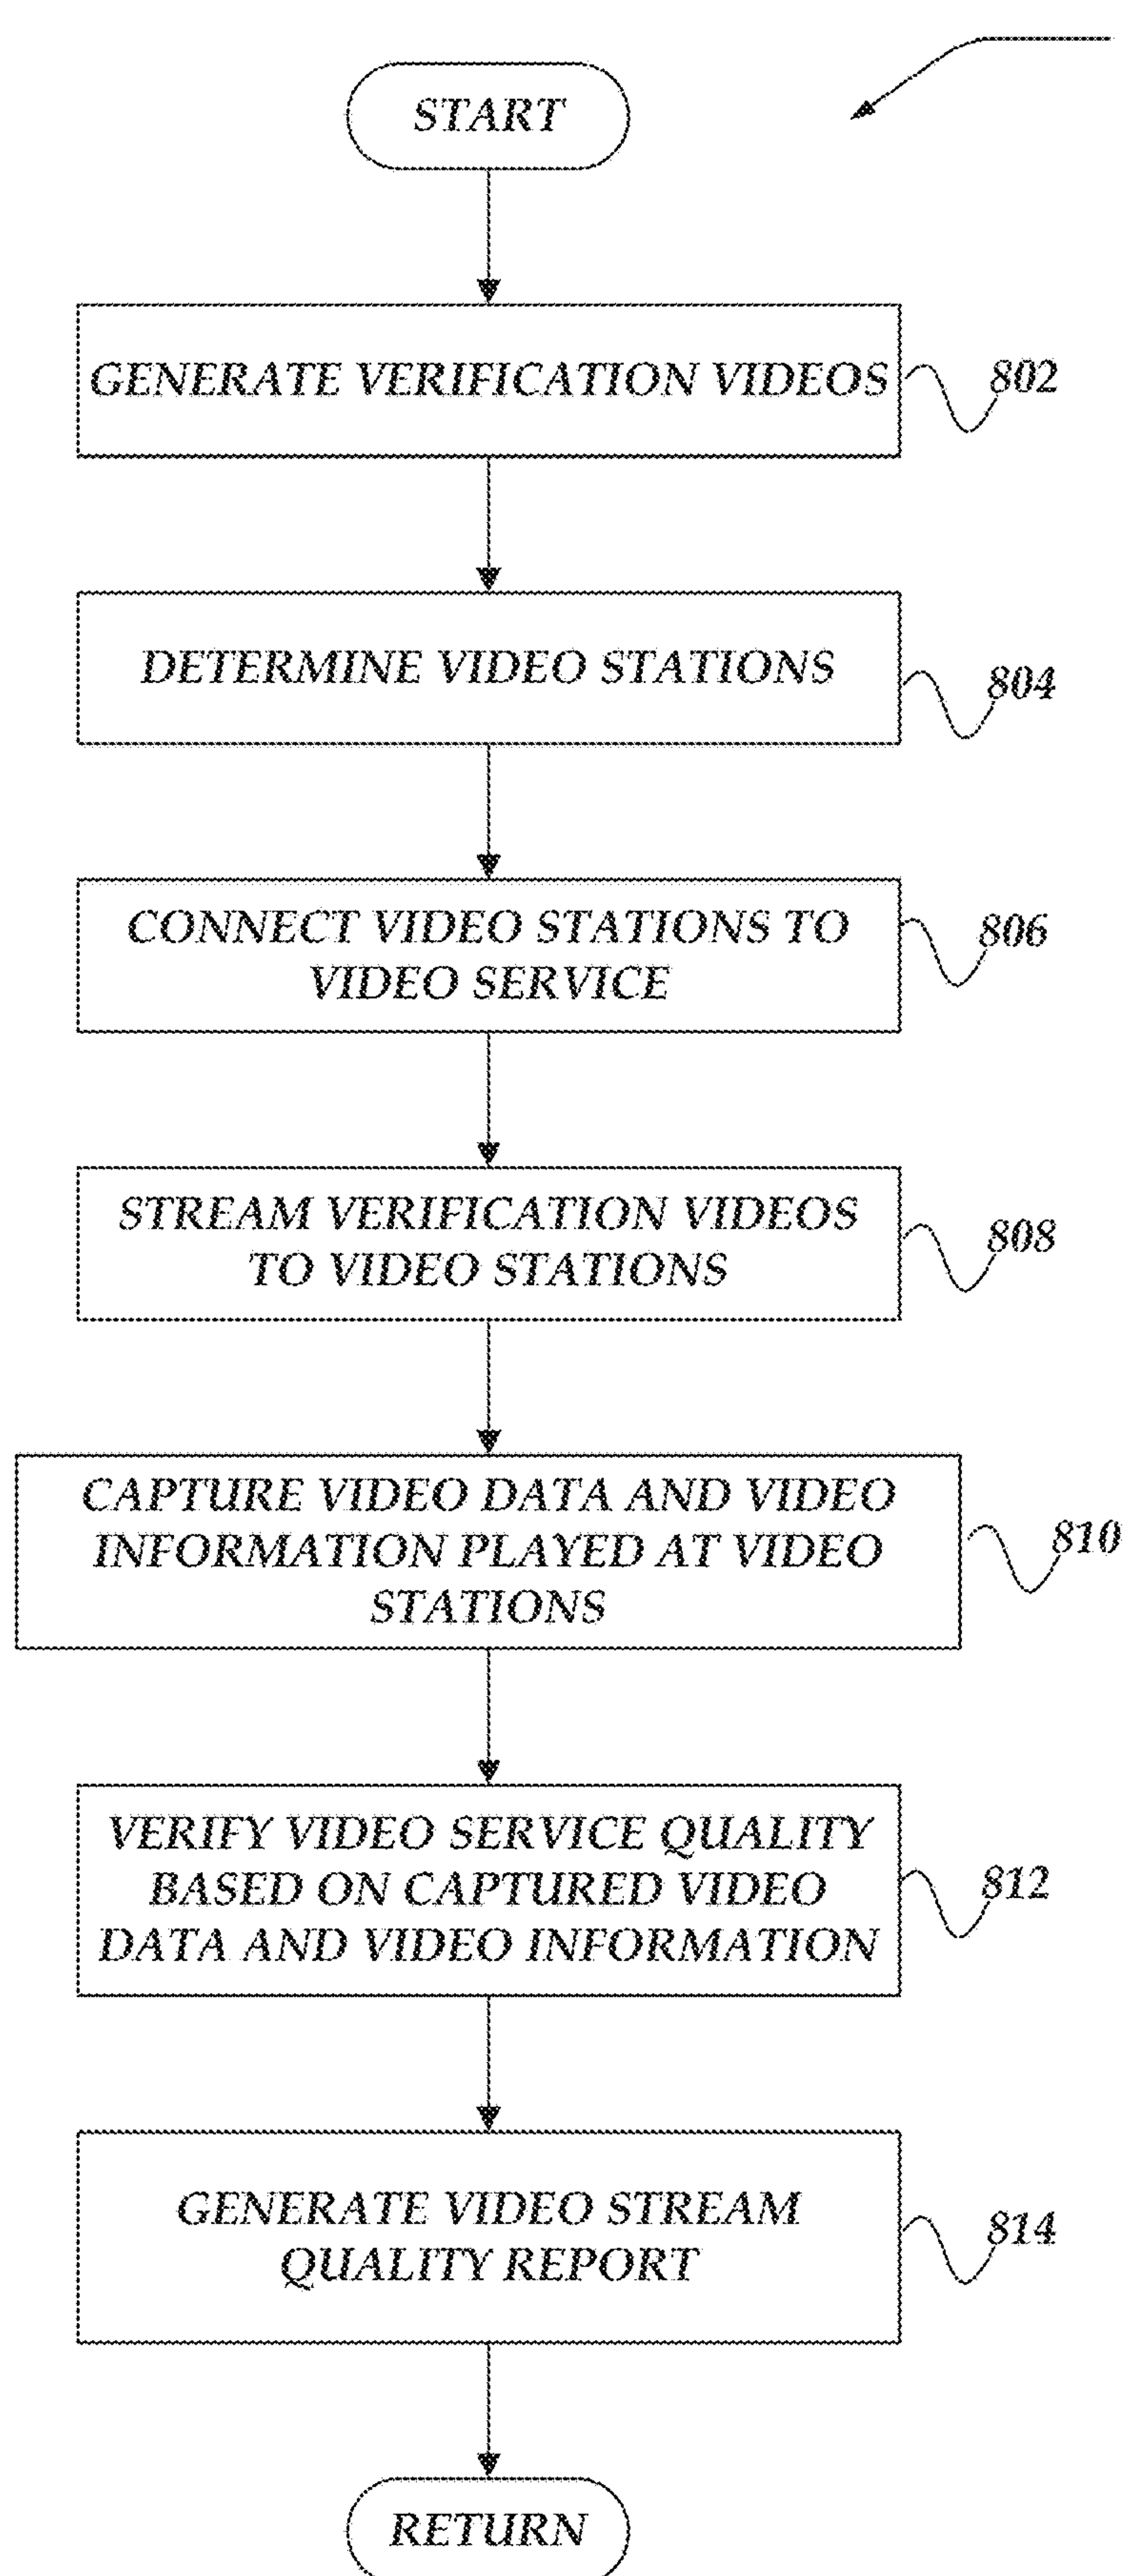 START
GENERATE VERIFICATION VIDEOS
802
DETERMINE VIDEO STATIONS
804
CONNECT VIDEO STATIONS TO
VIDEO SERVICE
806
STREAM VERIFICATION VIDEOS
TO VIDEO STATIONS
808
CAPTURE VIDEO DATA AND VIDEO
INFORMATION PLAYED AT VIDEO
STATIONS
810
VERIFY VIDEO SERVICE QUALITY
BASED ON CAPTURED VIDEO
DATA AND VIDEO INFORMATION
812
GENERATE VIDEO STREAM
QUALITY REPORT
814
RETURN